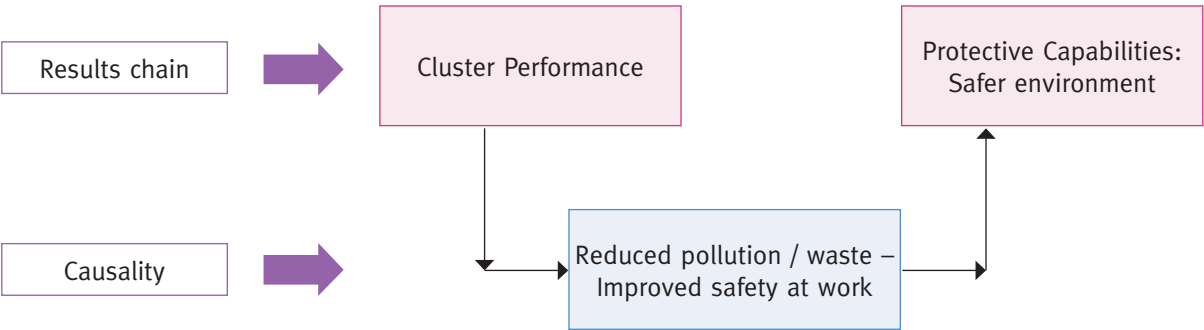 Results chain
Cluster Performance
Protective Capabilities:
Safer environment
Causality
Reduced pollution / waste –
Improved safety at work